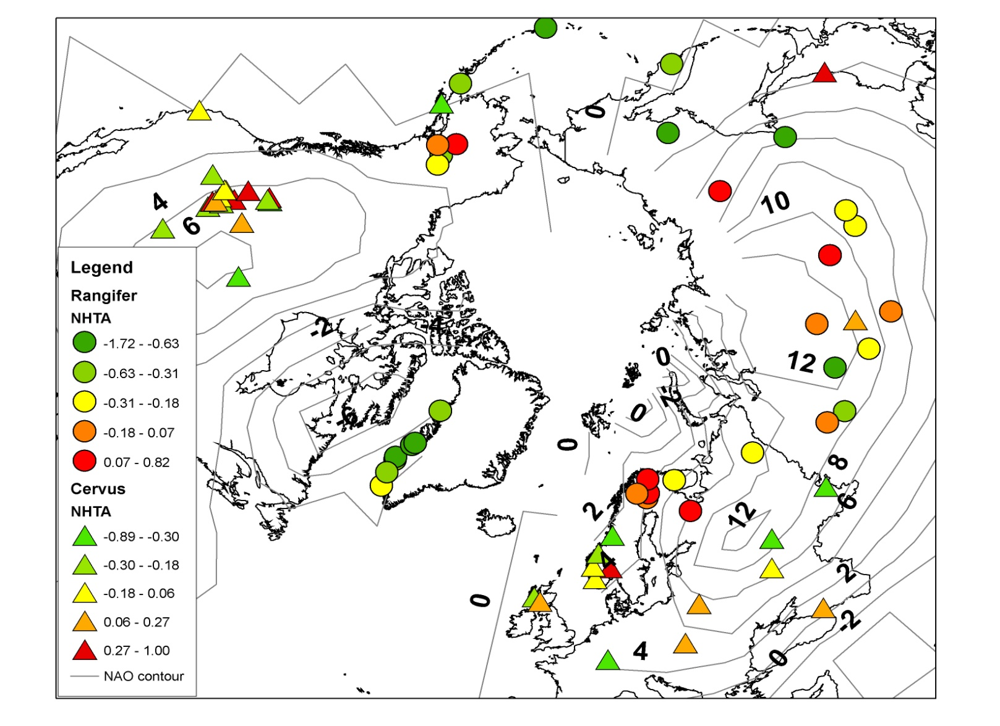 0
10
4
6
Legend
Rangifer
NHTA
-1.72 - -0.63
-0.63 - -0.31
-0.31 - -0.18
-0.18 - 0.07
0.07 - 0.82
Cervus
NHTA
-0.89 - -0.30
-0.30 - -0.18
-0.18 - 0.06
0.06 - 0.27
0.27 - 1.00
NAO contour
-2
-4
0
12
-2
0
-6
0
8
6
2
12
4
2
0
-2
4
0